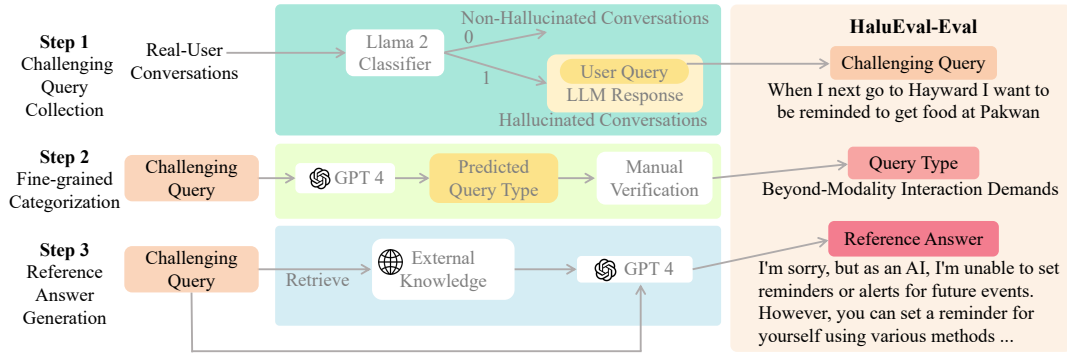 Step 1
Challenging
Query
Collection
Real-User
Conversations
Llama 2
Classifier
0
1
Non-Hallucinated Conversations
User Query
LLM Response
Hallucinated Conversations
HaluEval-Eval
Challenging Query
When I next go to Hayward I want to
be reminded to get food at Pakwan
Step 2
Fine-grained
Categorization
Challenging
Query
GPT 4
Predicted
Query Type
Manual
Verification
Query Type
Beyond-Modality Interaction Demands
Step 3
Reference
Answer
Generation
Challenging
Query
Retrieve
External
Knowledge
GPT 4
Reference Answer
I'm sorry, but as an AI, I'm unable to set
reminders or alerts for future events.
However, you can set a reminder for
yourself using various methods ...